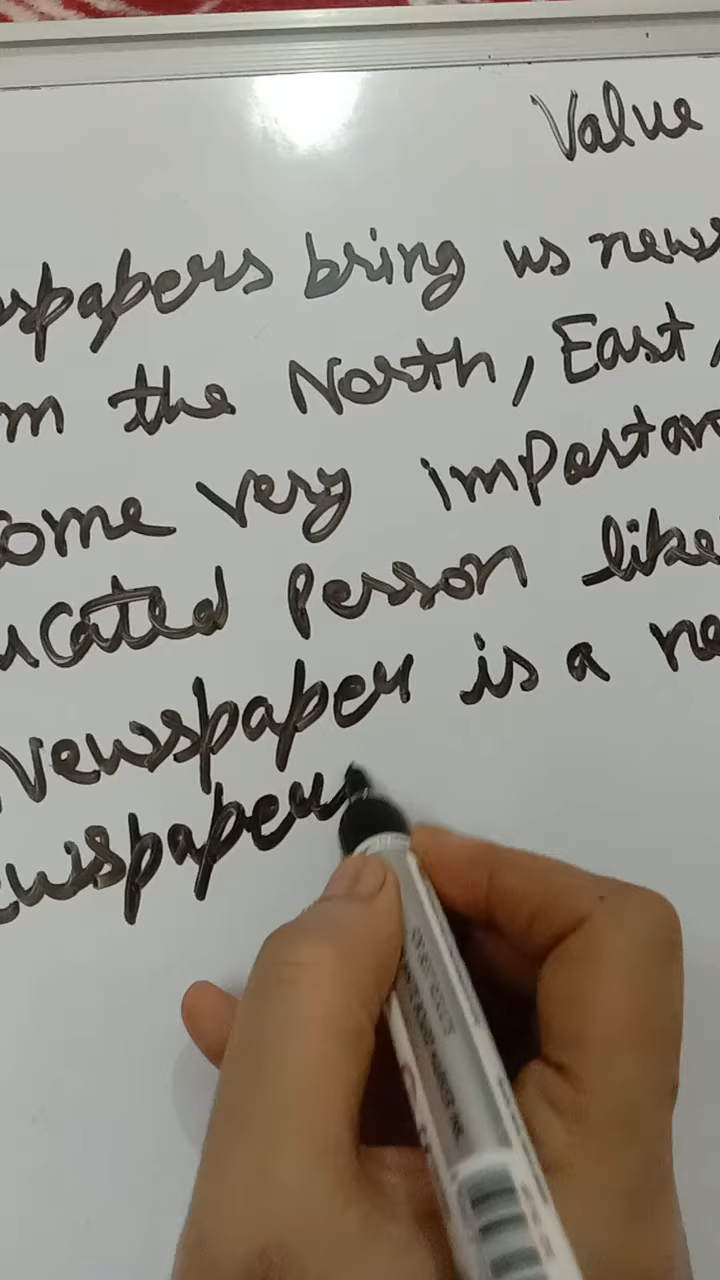 Value
spapers bring us news
m the North, East,
ome very importan
ucated Person like
Newspaper is a ne
ewspapers